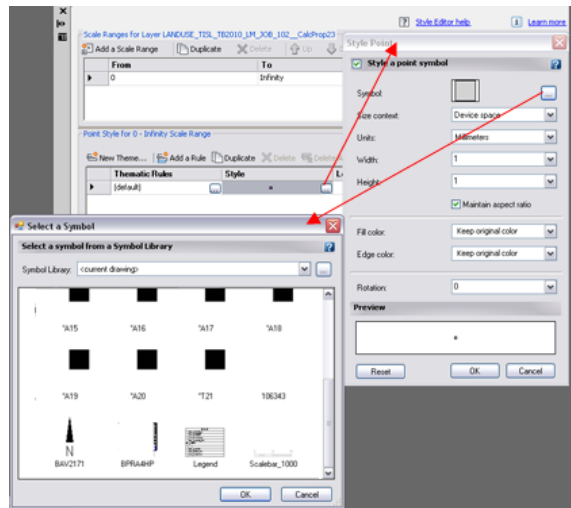 Style Editor help
Learn more
Scale Ranges for Layer LANDUSE_TISL_TB2010_LM_JOB_102__CalcProp23
Add a Scale Range Duplicate Delete Up
From To
0 Infinity
Point Style for 0 - Infinity Scale Range
New Theme... Add a Rule Duplicate Delete Delete
Thematic Rules Style L
(default) ...
Style Point
Style a point symbol
Symbol: ...
Size context: Device space
Units: Millimeters
Width: 1
Height: 1
Maintain aspect ratio
Fill color: Keep original color
Edge color: Keep original color
Rotation: 0
Preview
Reset OK Cancel
Select a Symbol
Select a symbol from a Symbol Library
Symbol Library: <current drawing> ...
*A15 *A16 *A17 *A18
*A19 *A20 *T21 106343
N
BAV2171 BPRA4HP Legend Scalebar_1000
OK Cancel